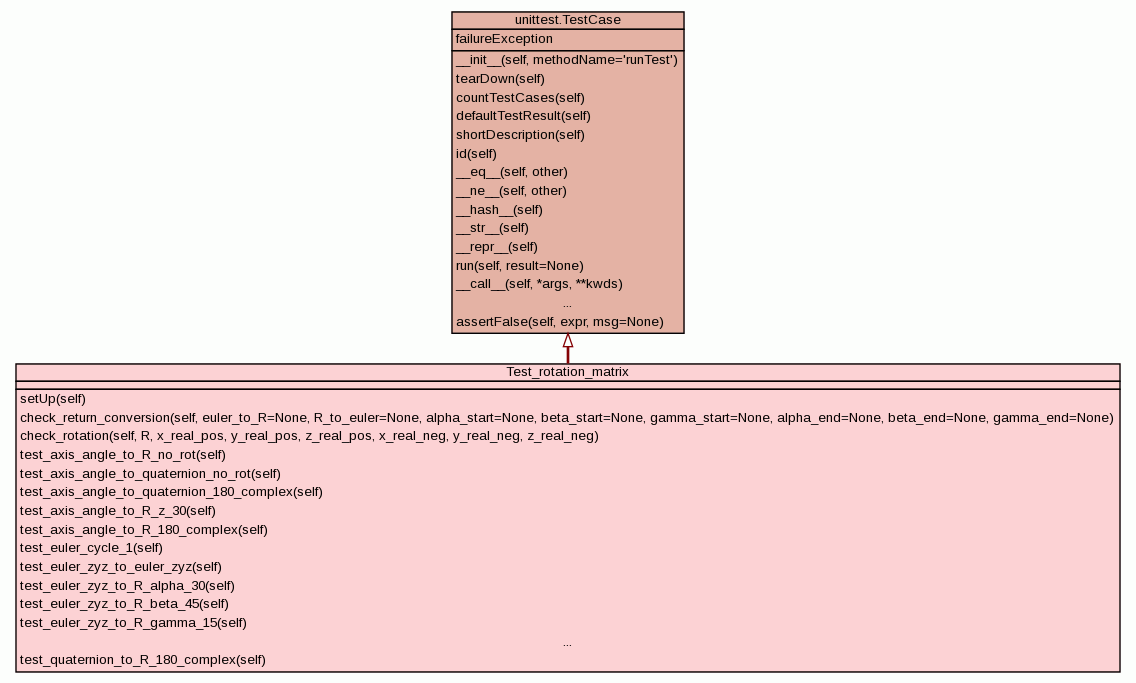 unittest.TestCase
failureException
__init__(self, methodName='runTest')
tearDown(self)
countTestCases(self)
defaultTestResult(self)
shortDescription(self)
id(self)
__eq__(self, other)
__ne__(self, other)
__hash__(self)
__str__(self)
__repr__(self)
run(self, result=None)
__call__(self, *args, **kwds)
...
assertFalse(self, expr, msg=None)
Test_rotation_matrix
setUp(self)
check_return_conversion(self, euler_to_R=None, R_to_euler=None, alpha_start=None, beta_start=None, gamma_start=None, alpha_end=None, beta_end=None, gamma_end=None)
check_rotation(self, R, x_real_pos, y_real_pos, z_real_pos, x_real_neg, y_real_neg, z_real_neg)
test_axis_angle_to_R_no_rot(self)
test_axis_angle_to_quaternion_no_rot(self)
test_axis_angle_to_quaternion_180_complex(self)
test_axis_angle_to_R_z_30(self)
test_axis_angle_to_R_180_complex(self)
test_euler_cycle_1(self)
test_euler_zyz_to_euler_zyz(self)
test_euler_zyz_to_R_alpha_30(self)
test_euler_zyz_to_R_beta_45(self)
test_euler_zyz_to_R_gamma_15(self)
...
test_quaternion_to_R_180_complex(self)